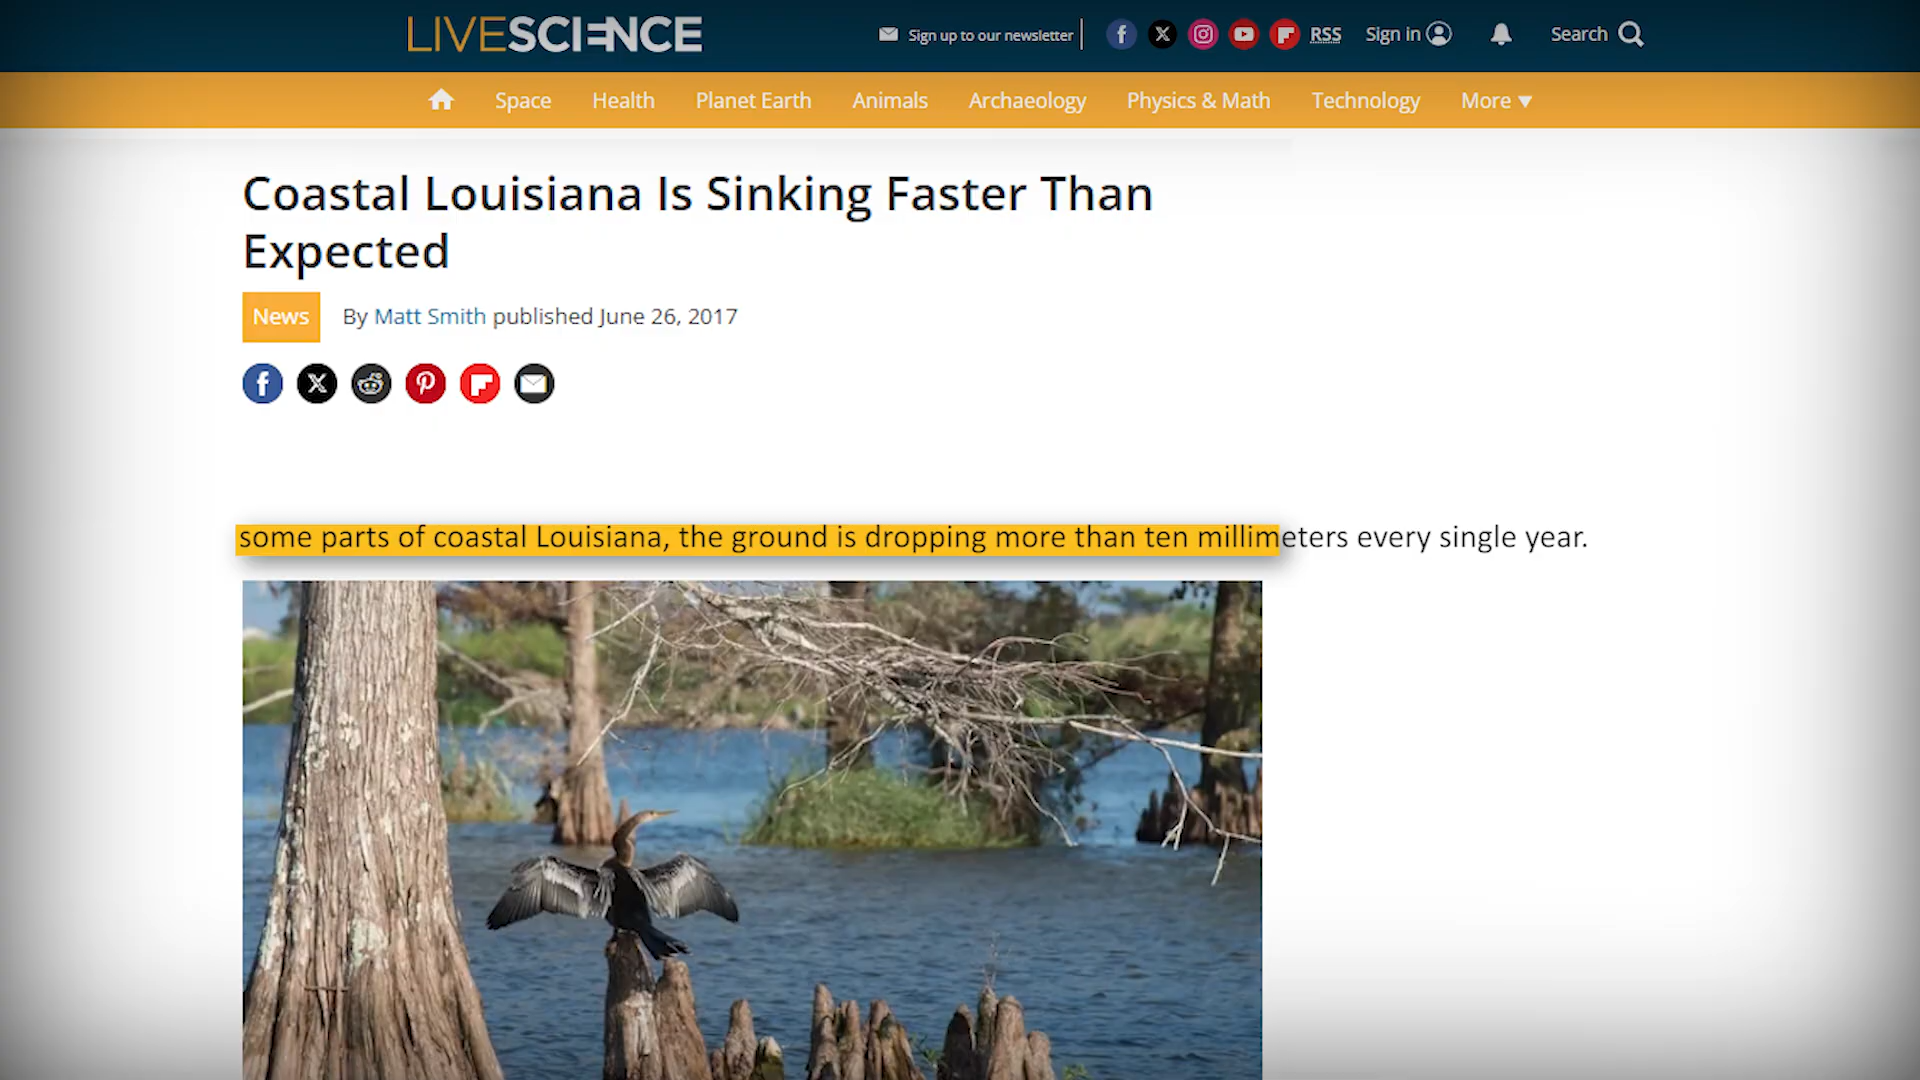 LIVESCIENCE
Sign up to our newsletter
RSS
Sign in
Search
Space Health Planet Earth Animals Archaeology Physics & Math Technology More
Coastal Louisiana Is Sinking Faster Than
Expected
News
By Matt Smith published June 26, 2017
some parts of coastal Louisiana, the ground is dropping more than ten millimeters every single year.